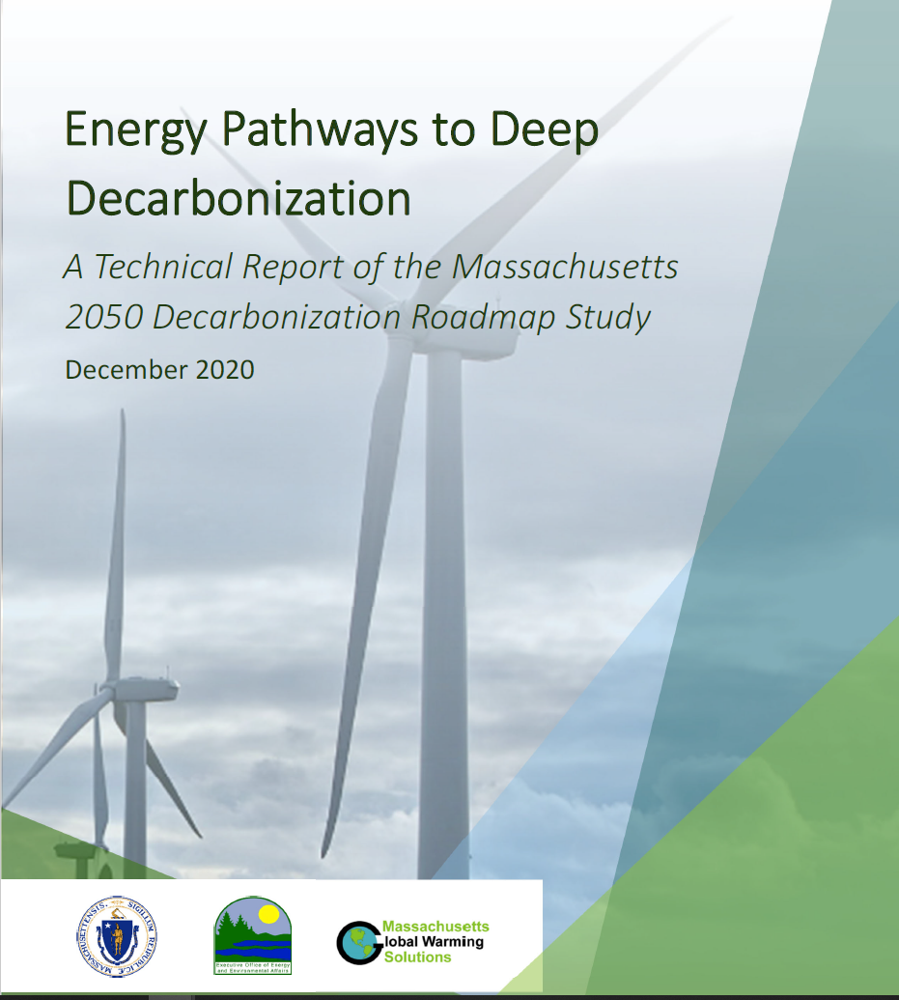 Energy Pathways to Deep
Decarbonization
A Technical Report of the Massachusetts
2050 Decarbonization Roadmap Study
December 2020
SIGILLUM REIPUBLICÆ MASSACHUSETTENSIS
Executive Office of Energy
and Environmental Affairs
Massachusetts
Global Warming
Solutions